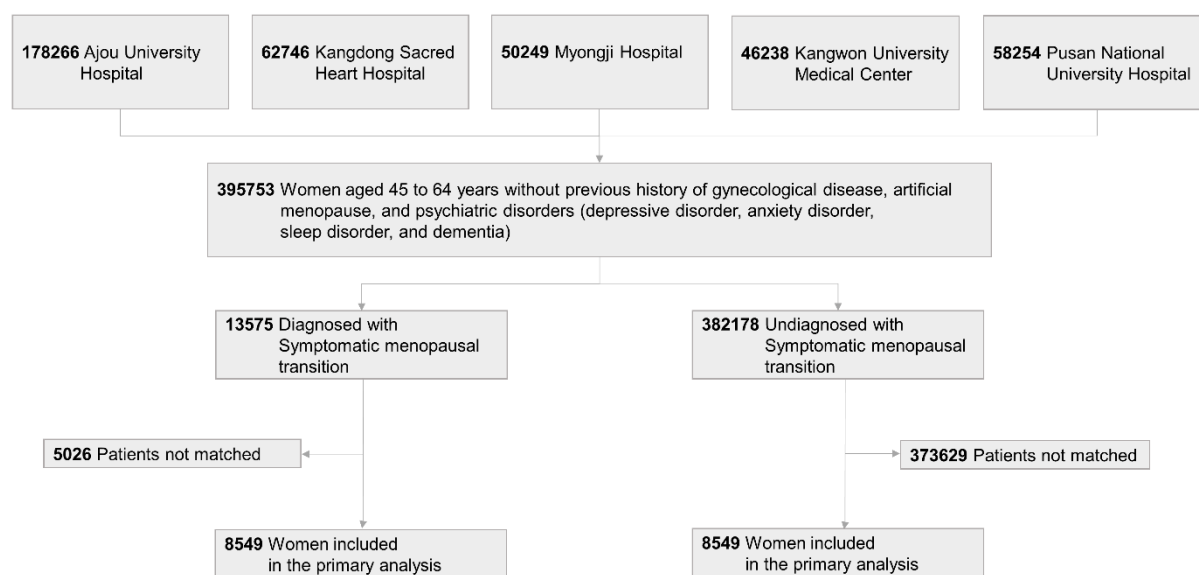 178266 Ajou University
Hospital
62746 Kangdong Sacred
Heart Hospital
50249 Myongji Hospital
46238 Kangwon University
Medical Center
58254 Pusan National
University Hospital
395753 Women aged 45 to 64 years without previous history of gynecological disease, artificial
menopause, and psychiatric disorders (depressive disorder, anxiety disorder,
sleep disorder, and dementia)
13575 Diagnosed with
Symptomatic menopausal
transition
382178 Undiagnosed with
Symptomatic menopausal
transition
5026 Patients not matched
373629 Patients not matched
8549 Women included
in the primary analysis
8549 Women included
in the primary analysis